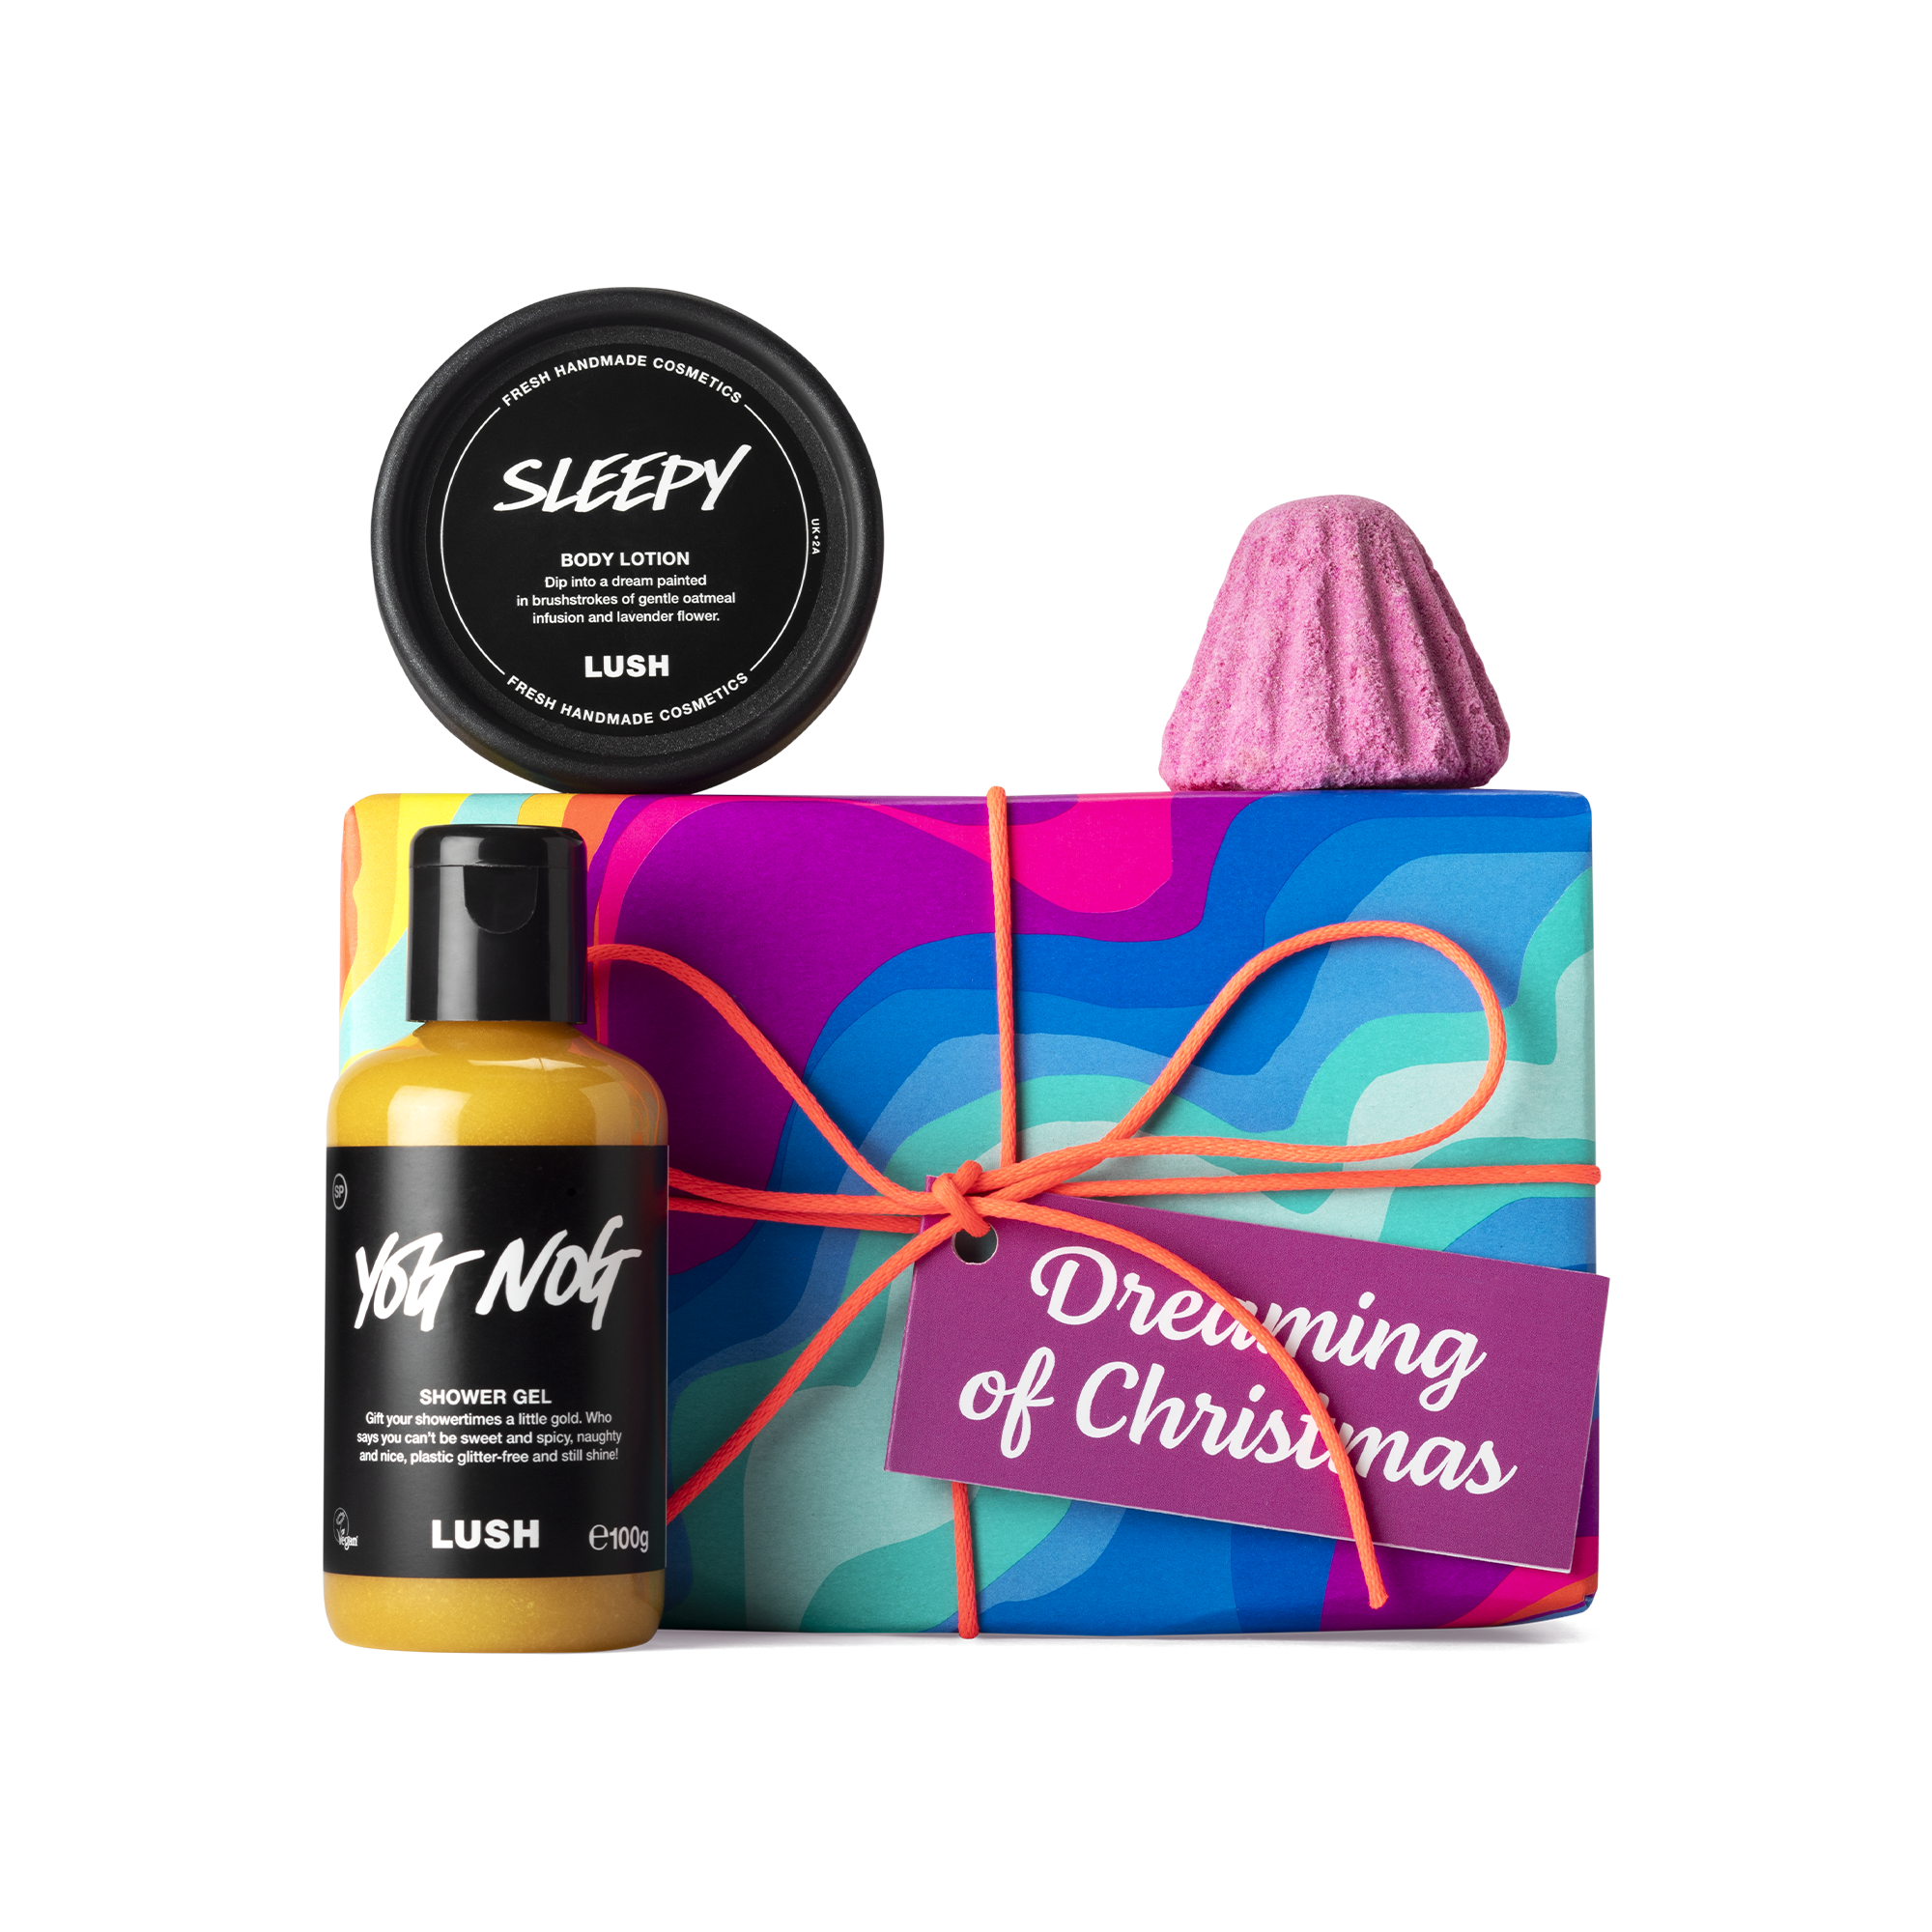 FRESH HANDMADE COSMETICS
SLEEPY
BODY LOTION
Dip into a dream painted
in brushstrokes of gentle oatmeal
infusion and lavender flower.
LUSH
FRESH HANDMADE COSMETICS
UK•2A
SP
YOG NOG
SHOWER GEL
Gift your showertimes a little gold. Who
says you can't be sweet and spicy, naughty
and nice, plastic glitter-free and still shine!
Vegan
LUSH
℮100g
Dreaming
of Christmas